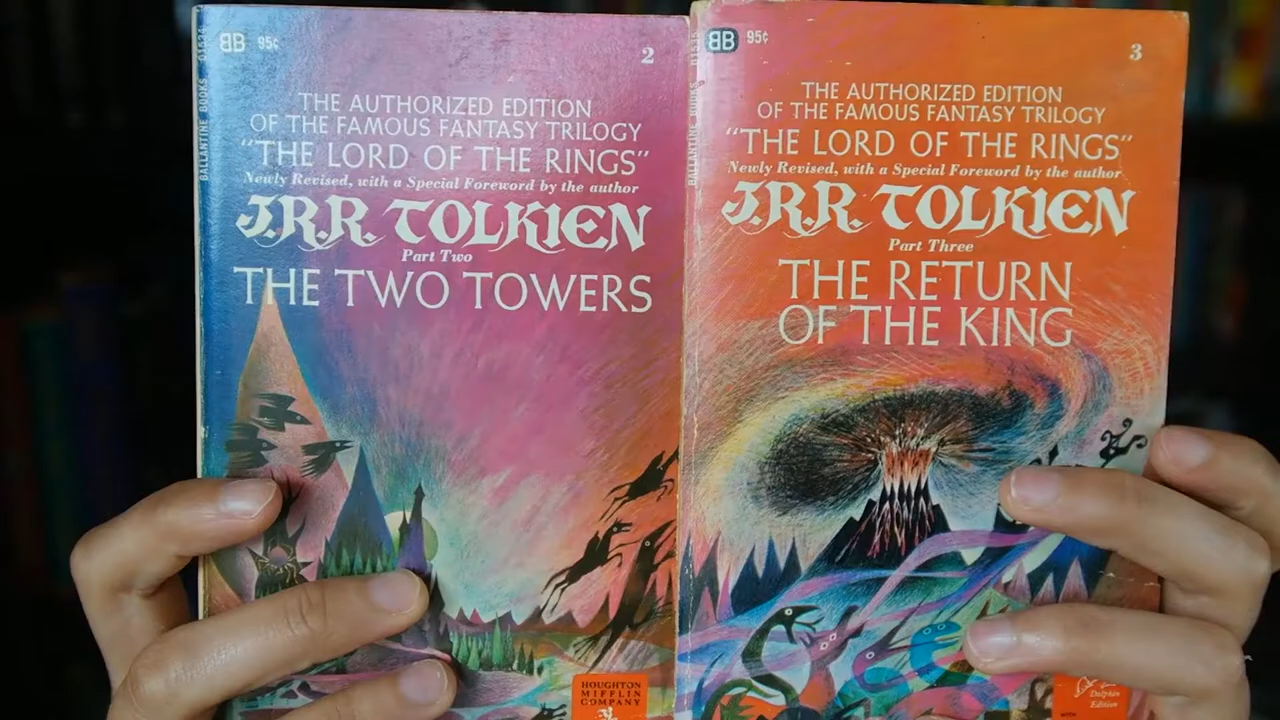 BB 95¢
2
BALLANTINE BOOKS 01534
THE AUTHORIZED EDITION
OF THE FAMOUS FANTASY TRILOGY
"THE LORD OF THE RINGS"
Newly Revised, with a Special Foreword by the author
J.R.R. TOLKIEN
Part Two
THE TWO TOWERS
HOUGHTON
MIFFLIN
COMPANY
BB 95¢
3
BALLANTINE BOOKS 01535
THE AUTHORIZED EDITION
OF THE FAMOUS FANTASY TRILOGY
"THE LORD OF THE RINGS"
Newly Revised, with a Special Foreword by the author
J.R.R. TOLKIEN
Part Three
THE RETURN
OF THE KING
Dolphin
Edition
WITH